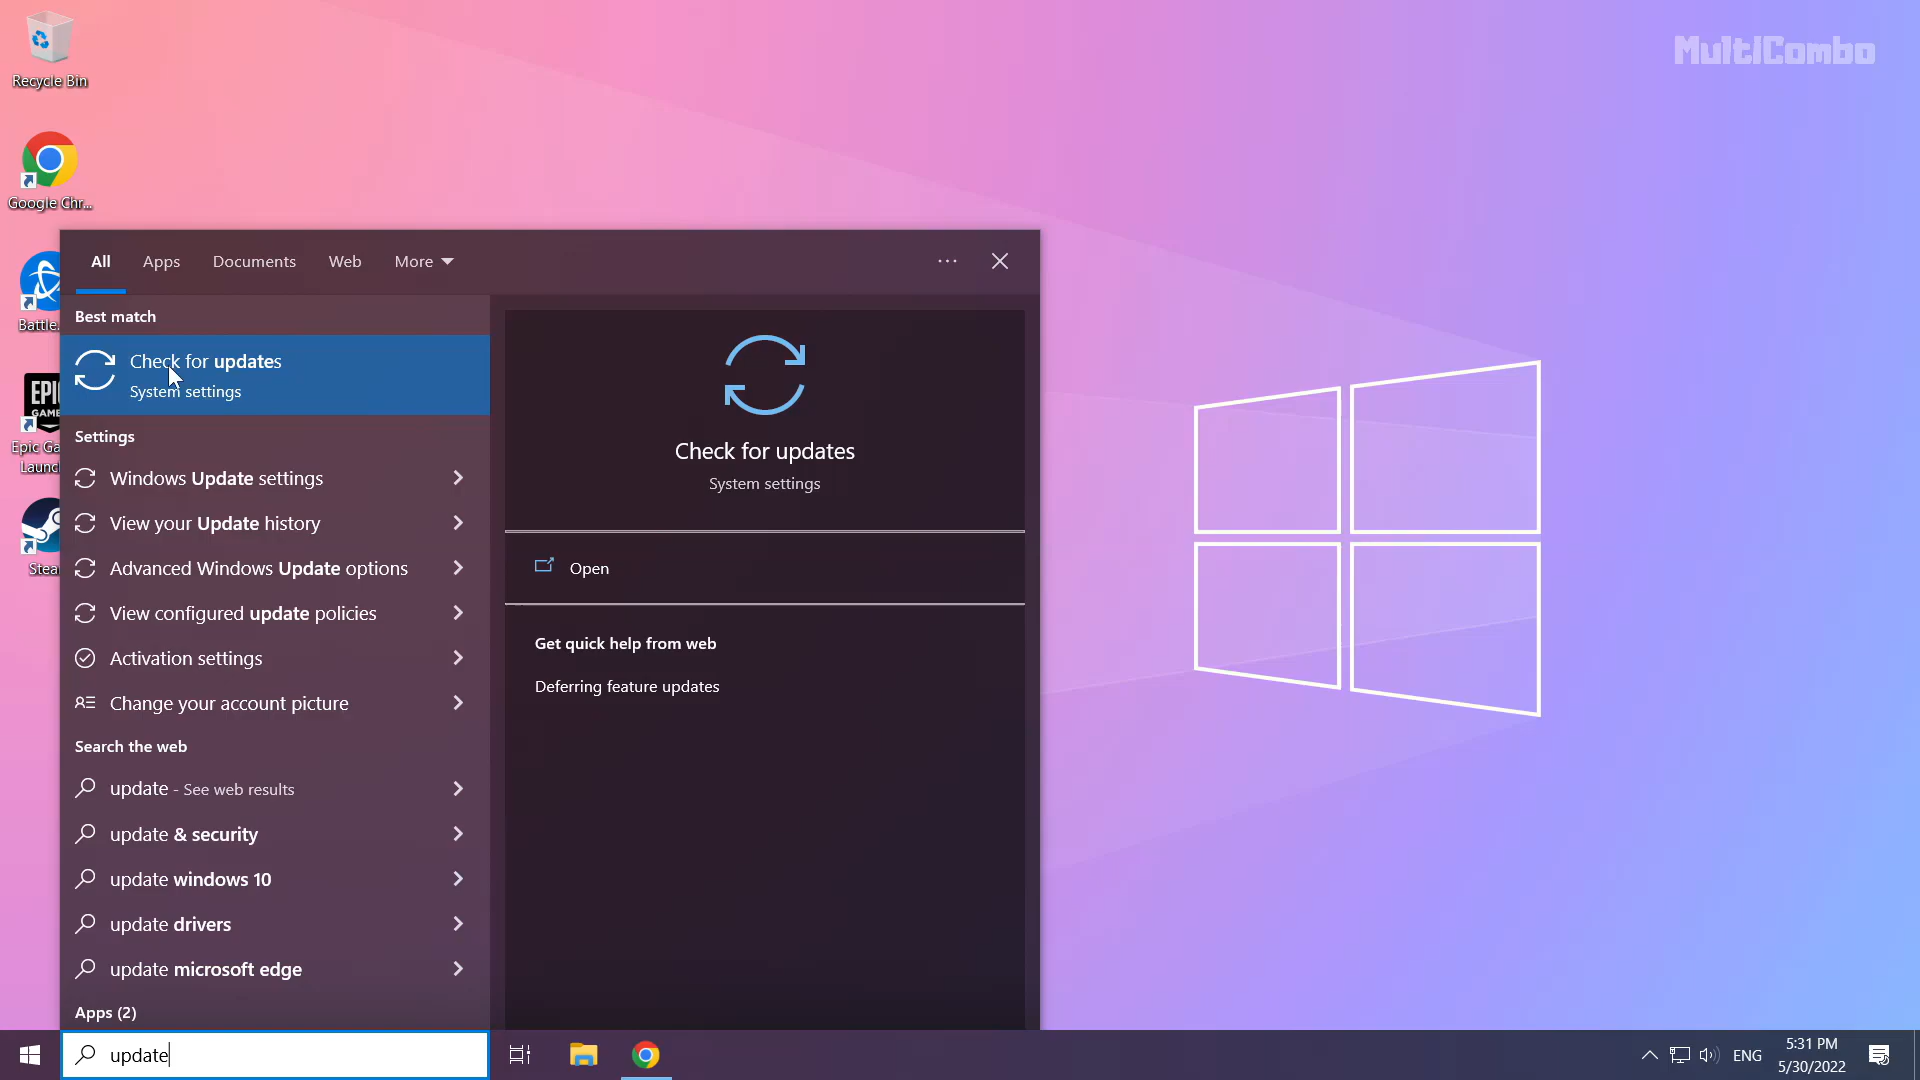 MultiCombo
Recycle Bin
Google Chr...
Battle.
EPIC
GAM
Epic Ga
Launc
Stea
All
Apps
Documents
Web
More
Best match
Check for updates
System settings
Settings
Windows Update settings
View your Update history
Advanced Windows Update options
View configured update policies
Activation settings
Change your account picture
Search the web
update - See web results
update & security
update windows 10
update drivers
update microsoft edge
Apps (2)
update
Check for updates
System settings
Open
Get quick help from web
Deferring feature updates
ENG
5:31 PM
5/30/2022